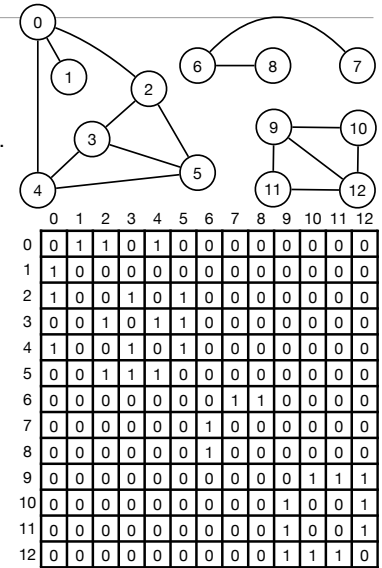 0
1
2
6
8
7
3
9
10
.
5
4
11
12
0 1 2 3 4 5 6 7 8 9 10 11 12
0 0 1 1 0 1 0 0 0 0 0 0 0 0
1 1 0 0 0 0 0 0 0 0 0 0 0 0
2 1 0 0 1 0 1 0 0 0 0 0 0 0
3 0 0 1 0 1 1 0 0 0 0 0 0 0
4 1 0 0 1 0 1 0 0 0 0 0 0 0
5 0 0 1 1 1 0 0 0 0 0 0 0 0
6 0 0 0 0 0 0 0 1 1 0 0 0 0
7 0 0 0 0 0 0 1 0 0 0 0 0 0
8 0 0 0 0 0 0 1 0 0 0 0 0 0
9 0 0 0 0 0 0 0 0 0 0 1 1 1
10 0 0 0 0 0 0 0 0 0 1 0 0 1
11 0 0 0 0 0 0 0 0 0 1 0 0 1
12 0 0 0 0 0 0 0 0 0 1 1 1 0